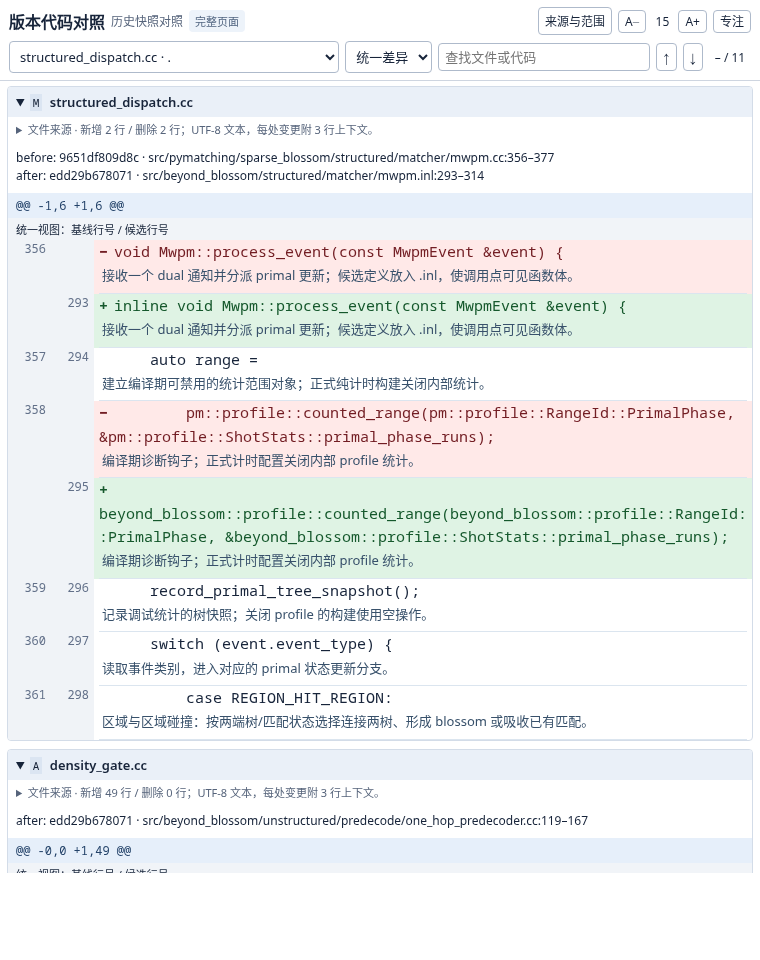 版本代码对照 历史快照对照 完整页面 来源与范围 A− 15 A+ 专注
structured_dispatch.cc · . 统一差异 查找文件或代码 ↑ ↓ – / 11
▼ M structured_dispatch.cc
▶ 文件来源 · 新增 2 行 / 删除 2 行；UTF-8 文本，每处变更附 3 行上下文。
before: 9651df809d8c · src/pymatching/sparse_blossom/structured/matcher/mwpm.cc:356–377
after: edd29b678071 · src/beyond_blossom/structured/matcher/mwpm.inl:293–314
@@ -1,6 +1,6 @@
统一视图：基线行号 / 候选行号
356 − void Mwpm::process_event(const MwpmEvent &event) {
接收一个 dual 通知并分派 primal 更新；候选定义放入 .inl，使调用点可见函数体。
293 + inline void Mwpm::process_event(const MwpmEvent &event) {
接收一个 dual 通知并分派 primal 更新；候选定义放入 .inl，使调用点可见函数体。
357 294 auto range =
建立编译期可禁用的统计范围对象；正式纯计时构建关闭内部统计。
358 − pm::profile::counted_range(pm::profile::RangeId::PrimalPhase,
&pm::profile::ShotStats::primal_phase_runs);
编译期诊断钩子；正式计时配置关闭内部 profile 统计。
295 +
beyond_blossom::profile::counted_range(beyond_blossom::profile::RangeId:
:PrimalPhase, &beyond_blossom::profile::ShotStats::primal_phase_runs);
编译期诊断钩子；正式计时配置关闭内部 profile 统计。
359 296 record_primal_tree_snapshot();
记录调试统计的树快照；关闭 profile 的构建使用空操作。
360 297 switch (event.event_type) {
读取事件类别，进入对应的 primal 状态更新分支。
361 298 case REGION_HIT_REGION:
区域与区域碰撞：按两端树/匹配状态选择连接两树、形成 blossom 或吸收已有匹配。
▼ A density_gate.cc
▶ 文件来源 · 新增 49 行 / 删除 0 行；UTF-8 文本，每处变更附 3 行上下文。
after: edd29b678071 · src/beyond_blossom/unstructured/predecode/one_hop_predecoder.cc:119–167
@@ -0,0 +1,49 @@
统一视图：基线行号 / 候选行号